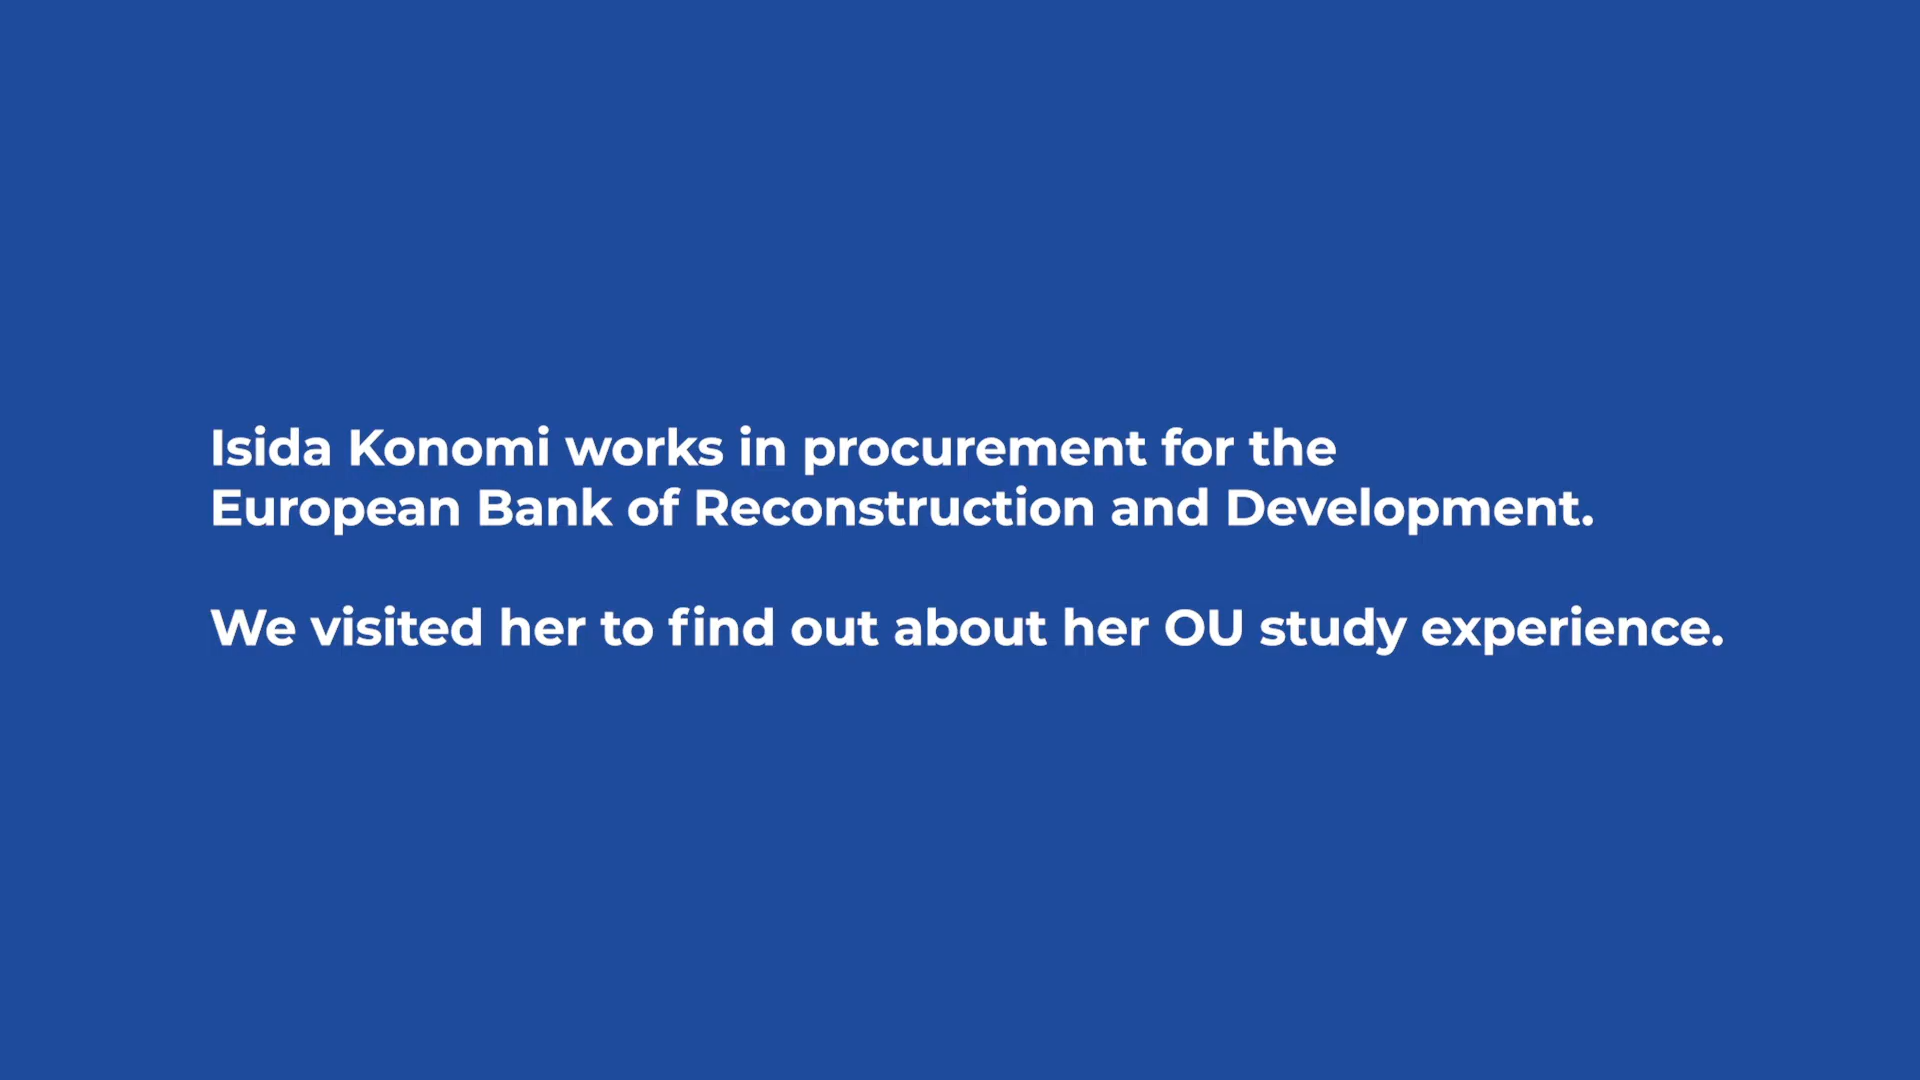 Isida Konomi works in procurement for the
European Bank of Reconstruction and Development.
We visited her to find out about her OU study experience.